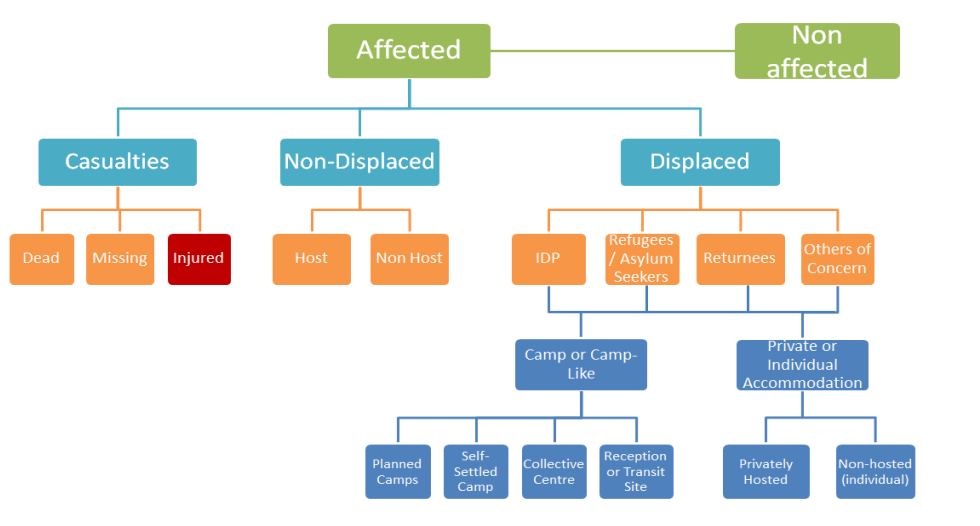 Affected
Non
affected
Casualties
Non-Displaced
Displaced
Dead
Missing
Injured
Host
Non Host
IDP
Refugees
/ Asylum
Seekers
Returnees
Others of
Concern
Camp or Camp-
Like
Private or
Individual
Accommodation
Planned
Camps
Self-
Settled
Camp
Collective
Centre
Reception
or Transit
Site
Privately
Hosted
Non-hosted
(individual)